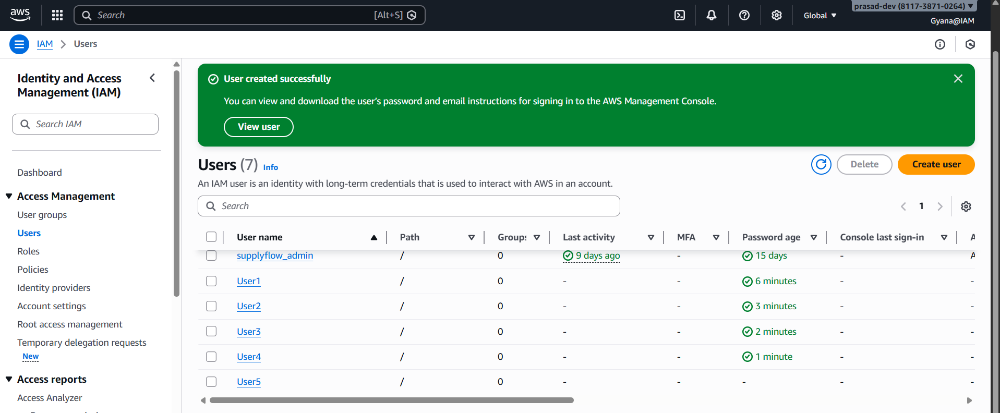 aws
Search [Alt+S]
Global
prasad-dev (8117-3871-0264)
Gyana@IAM
IAM > Users
Identity and Access
Management (IAM)
Search IAM
Dashboard
Access Management
User groups
Users
Roles
Policies
Identity providers
Account settings
Root access management
Temporary delegation requests
New
Access reports
Access Analyzer
User created successfully
You can view and download the user's password and email instructions for signing in to the AWS Management Console.
View user
Users (7) Info
Delete
Create user
An IAM user is an identity with long-term credentials that is used to interact with AWS in an account.
Search
1
User name Path Groups Last activity MFA Password age Console last sign-in A
supplyflow_admin / 0 9 days ago - 15 days - A
User1 / 0 - - 6 minutes - -
User2 / 0 - - 3 minutes - -
User3 / 0 - - 2 minutes - -
User4 / 0 - - 1 minute - -
User5 / 0 - - - - -